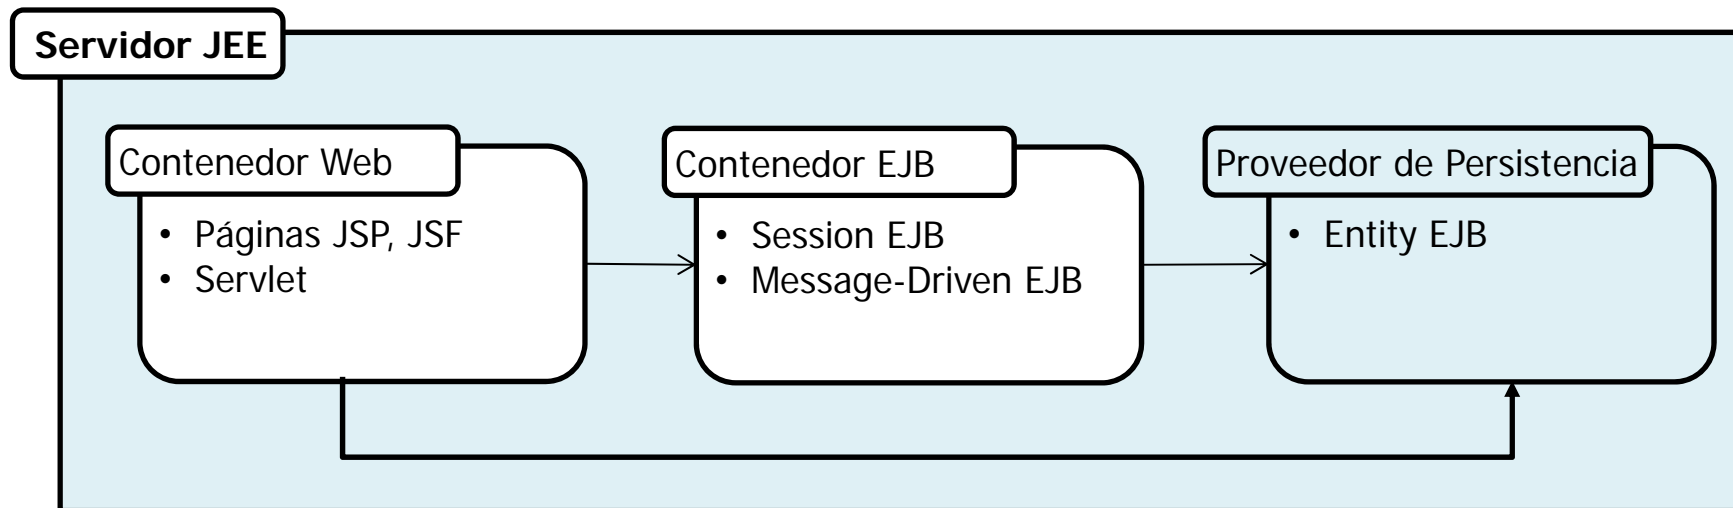 Servidor JEE
Contenedor Web
• Páginas JSP, JSF
• Servlet
Contenedor EJB
• Session EJB
• Message-Driven EJB
Proveedor de Persistencia
• Entity EJB